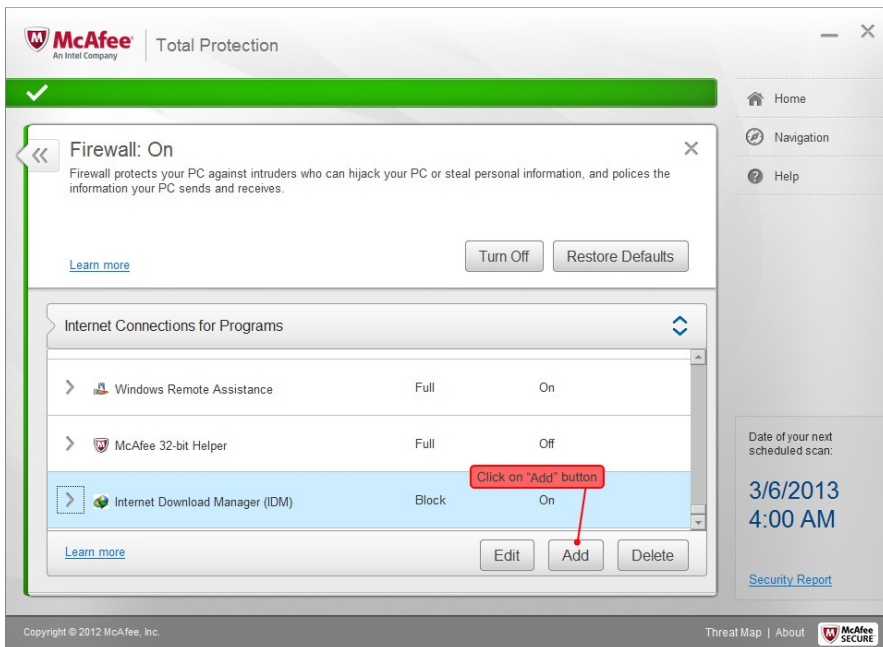 McAfee
An Intel Company
Total Protection
Home
Navigation
Help
Firewall: On
Firewall protects your PC against intruders who can hijack your PC or steal personal information, and polices the
information your PC sends and receives.
Learn more
Turn Off
Restore Defaults
Internet Connections for Programs
Windows Remote Assistance Full On
McAfee 32-bit Helper Full Off
Click on "Add" button
Internet Download Manager (IDM) Block On
Learn more
Edit
Add
Delete
Date of your next
scheduled scan:
3/6/2013
4:00 AM
Security Report
Copyright © 2012 McAfee, Inc.
Threat Map | About
McAfee
SECURE